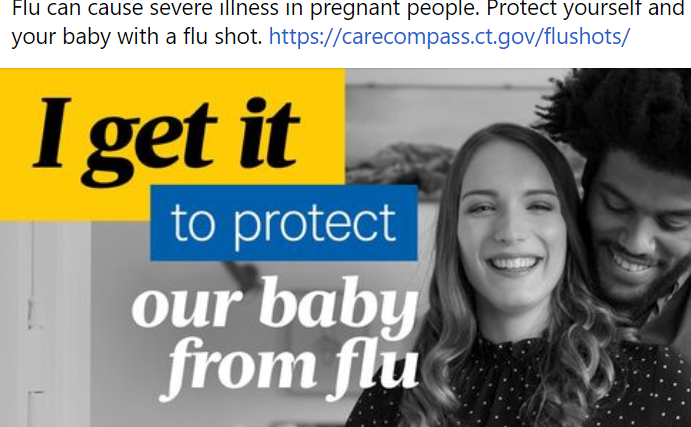 Flu can cause severe illness in pregnant people. Protect yourself and
your baby with a flu shot. https://carecompass.ct.gov/flushots/
I get it
to protect
our baby
from flu